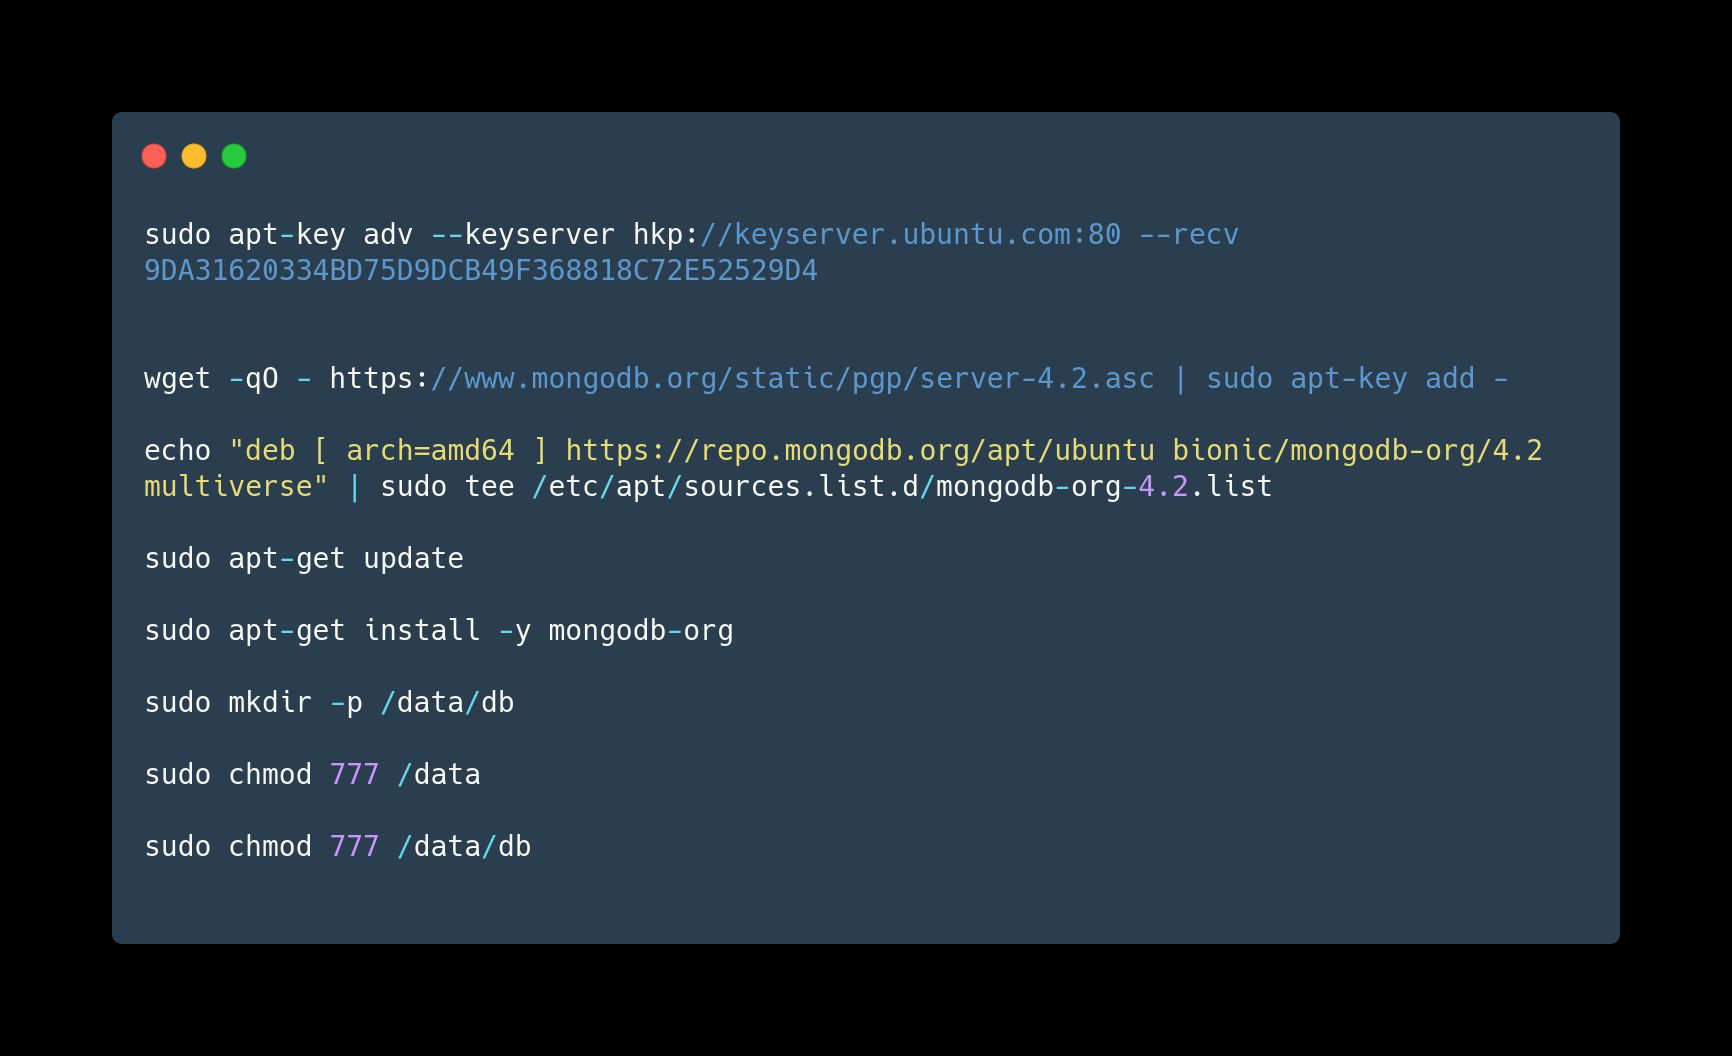 sudo apt-key adv --keyserver hkp://keyserver.ubuntu.com:80 --recv
9DA31620334BD75D9DCB49F368818C72E52529D4
wget -qO - https://www.mongodb.org/static/pgp/server-4.2.asc | sudo apt-key add -
echo "deb [ arch=amd64 ] https://repo.mongodb.org/apt/ubuntu bionic/mongodb-org/4.2
multiverse" | sudo tee /etc/apt/sources.list.d/mongodb-org-4.2.list
sudo apt-get update
sudo apt-get install -y mongodb-org
sudo mkdir -p /data/db
sudo chmod 777 /data
sudo chmod 777 /data/db